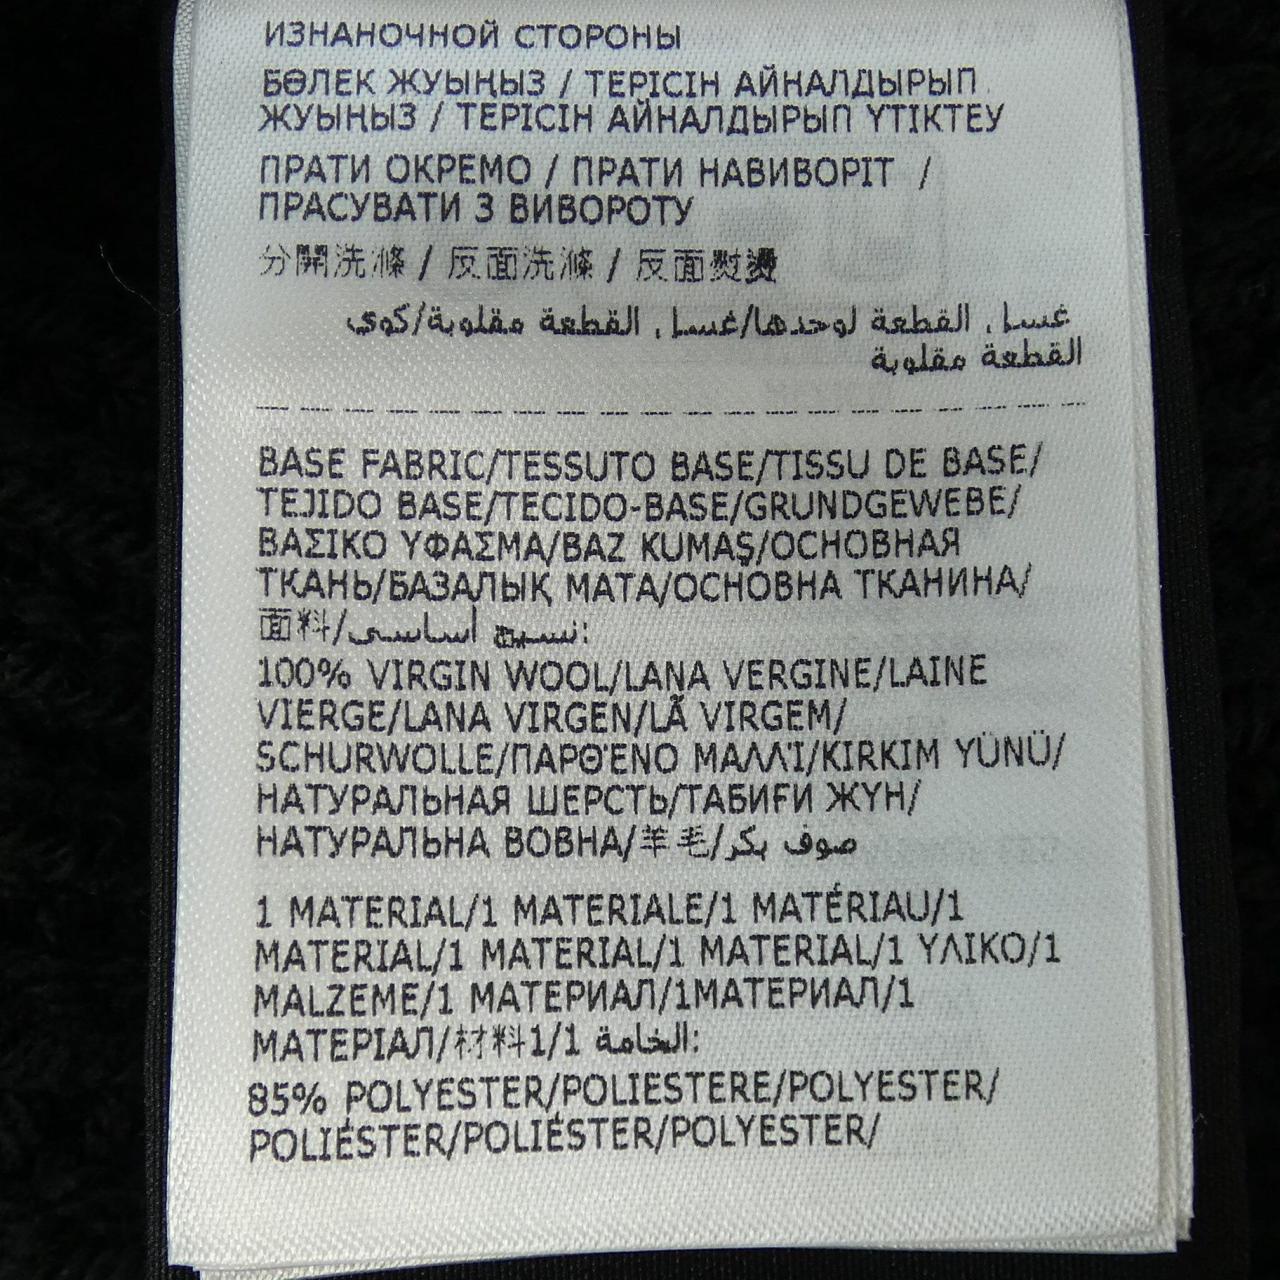 ИЗНАНОЧНОЙ СТОРОНЫ
БӨЛЕК ЖУЫҢЫЗ / ТЕРІСІН АЙНАЛДЫРЫП
ЖУЫҢЫЗ / ТЕРІСІН АЙНАЛДЫРЫП ҮТІКТЕУ
ПРАТИ ОКРЕМО / ПРАТИ НАВИВОРІТ /
ПРАСУВАТИ З ВИВОРОТУ
分開洗滌 / 反面洗滌 / 反面熨燙
غسل القطعة لوحدها/غسل القطعة مقلوبة/كوي
القطعة مقلوبة
BASE FABRIC/TESSUTO BASE/TISSU DE BASE/
TEJIDO BASE/TECIDO-BASE/GRUNDGEWEBE/
ΒΑΣΙΚΟ ΥΦΑΣΜΑ/BAZ KUMAŞ/ОСНОВНАЯ
ТКАНЬ/БАЗАЛЫҚ МАТА/ОСНОВНА ТКАНИНА/
面料/نسيج أساسي:
100% VIRGIN WOOL/LANA VERGINE/LAINE
VIERGE/LANA VIRGEN/LÃ VIRGEM/
SCHURWOLLE/ΠΑΡΘΈΝΟ ΜΑΛΛΊ/KIRKIM YÜNÜ/
НАТУРАЛЬНАЯ ШЕРСТЬ/ТАБИҒИ ЖҮН/
НАТУРАЛЬНА ВОВНА/羊毛/صوف بكر
1 MATERIAL/1 MATERIALE/1 MATÉRIAU/1
MATERIAL/1 MATERIAL/1 MATERIAL/1 ΥΛΙΚΟ/1
MALZEME/1 МАТЕРИАЛ/1МАТЕРИАЛ/1
МАТЕРІАЛ/材料1/1 الخامة:
85% POLYESTER/POLIESTERE/POLYESTER/
POLIÉSTER/POLIÉSTER/POLYESTER/